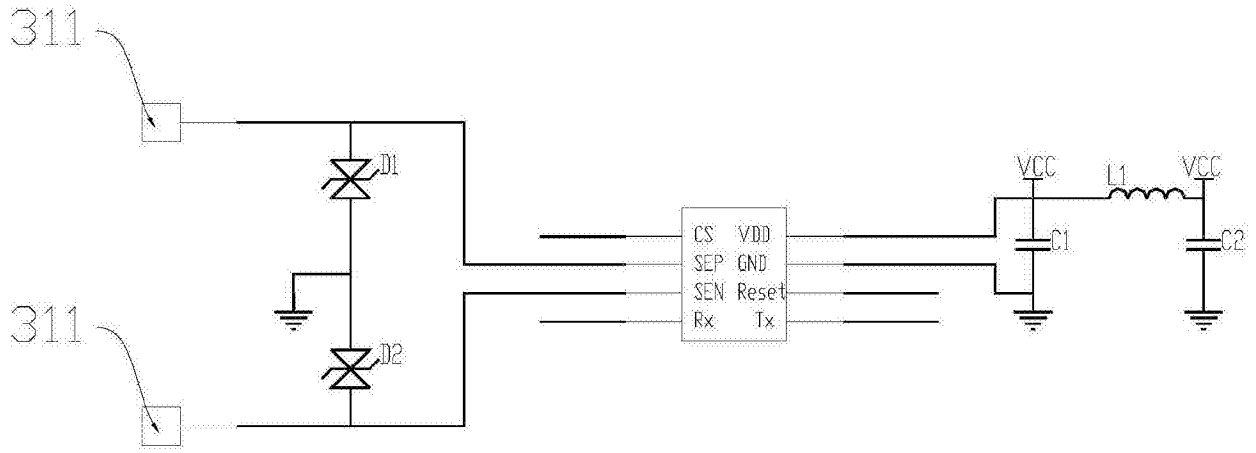 311
D1
VCC
L1
VCC
CS VDD
C1
C2
SEP GND
SEN Reset
Rx Tx
311
D2